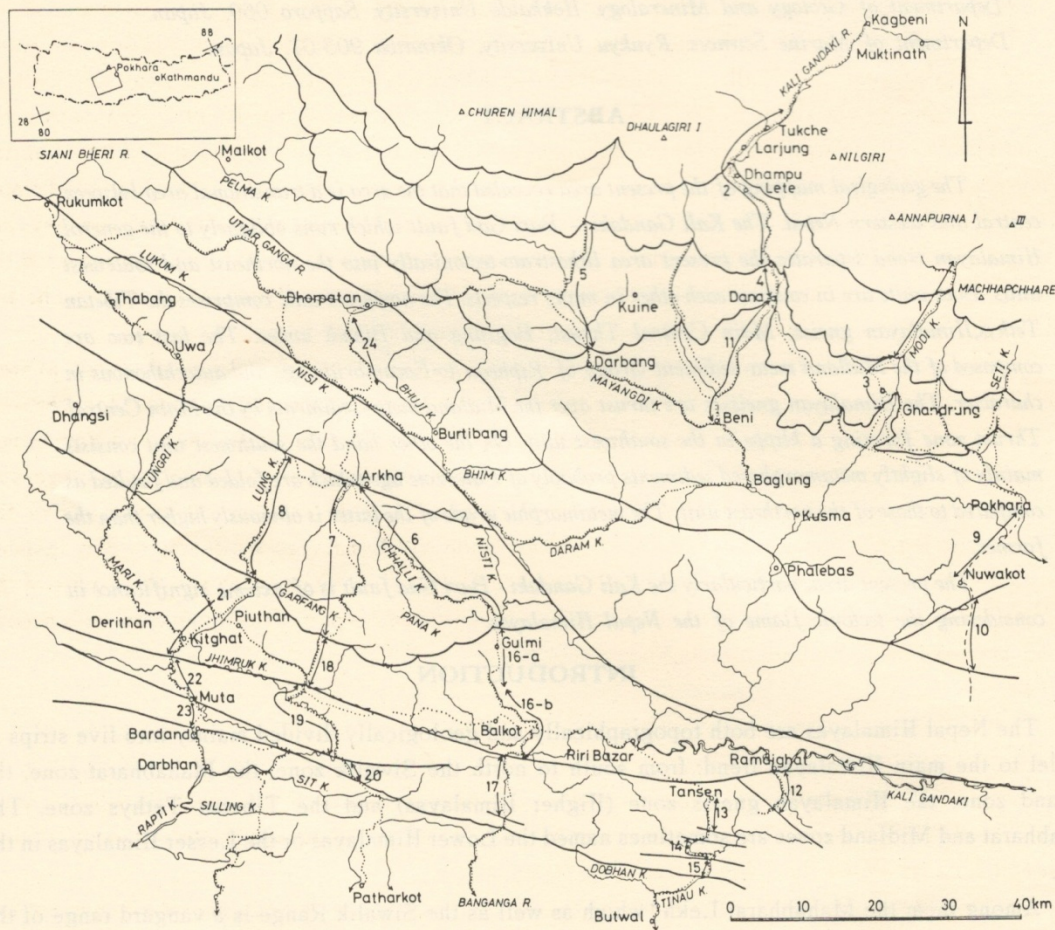 88
Pokhara
Kathmandu
28
80
N
Kagbeni
Muktinath
KALI GANDAKI R.
CHUREN HIMAL
DHAULAGIRI I
Tukche
Larjung
NILGIRI
SIANI BHERI R.
Maikot
PELMA K.
Dhampu
2
Lete
Rukumkot
ANNAPURNA I
III
UTTAR GANGA R.
LUKUM K.
5
MACHHAPCHHARE
Thabang
Dhorpatan
Kuine
Dana
1
MODI K.
SETI K.
Uwa
24
11
Darbang
3
NISI K.
MAYANGDI K.
Dhangsi
BHUJI K.
Beni
Ghandrung
Burtibang
LUNGRI K.
LUNG K.
Arkha
BHIM K.
Baglung
8
Kusma
Pokhara
7
6
NISTI K.
DARAM K.
9
CHHALDI K.
Phalebas
Nuwakot
MARI K.
21
GARPANG K.
PANA K.
Derithan
Piuthan
10
Kitghat
Gulmi
JHIMRUK K.
18
16-a
22
Muta
16-b
23
19
Balkot
Bardanda
Riri Bazar
Ramdighat
Darbhan
20
SIT K.
17
Tansen
12
KALI GANDAKI
SILLING K.
13
RAPTI R.
14
15
DOBHAN K.
Patharkot
TINAU K.
BANGANGA R.
Butwal
0 10 20 30 40km